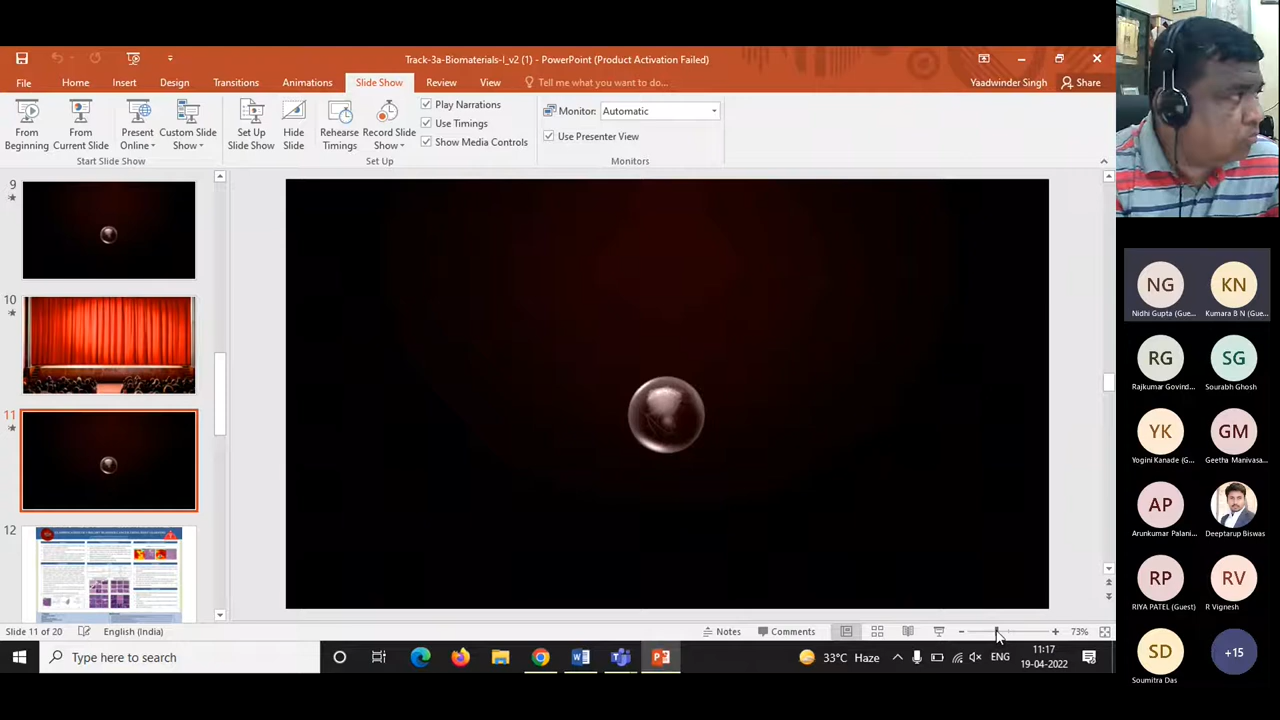 Track-3a-Biomaterials-I_v2 (1) - PowerPoint (Product Activation Failed)
File Home Insert Design Transitions Animations Slide Show Review View Tell me what you want to do... Yaadwinder Singh Share
From Beginning
From Current Slide
Present Online
Custom Slide Show
Start Slide Show
Set Up Slide Show
Hide Slide
Rehearse Timings
Record Slide Show
Play Narrations
Use Timings
Show Media Controls
Set Up
Monitor: Automatic
Use Presenter View
Monitors
9
10
11
12
Slide 11 of 20 English (India) Notes Comments 73%
Type here to search 33°C Haze ENG 11:17
19-04-2022
NG KN
Nidhi Gupta (Gue... Kumara B N (Gue...
RG SG
Rajkumar Govind... Sourabh Ghosh
YK GM
Yogini Kanade (G... Geetha Manivasa...
AP
Arunkumar Palani... Deeptarup Biswas
RP RV
RIYA PATEL (Guest) R Vignesh
SD +15
Soumitra Das